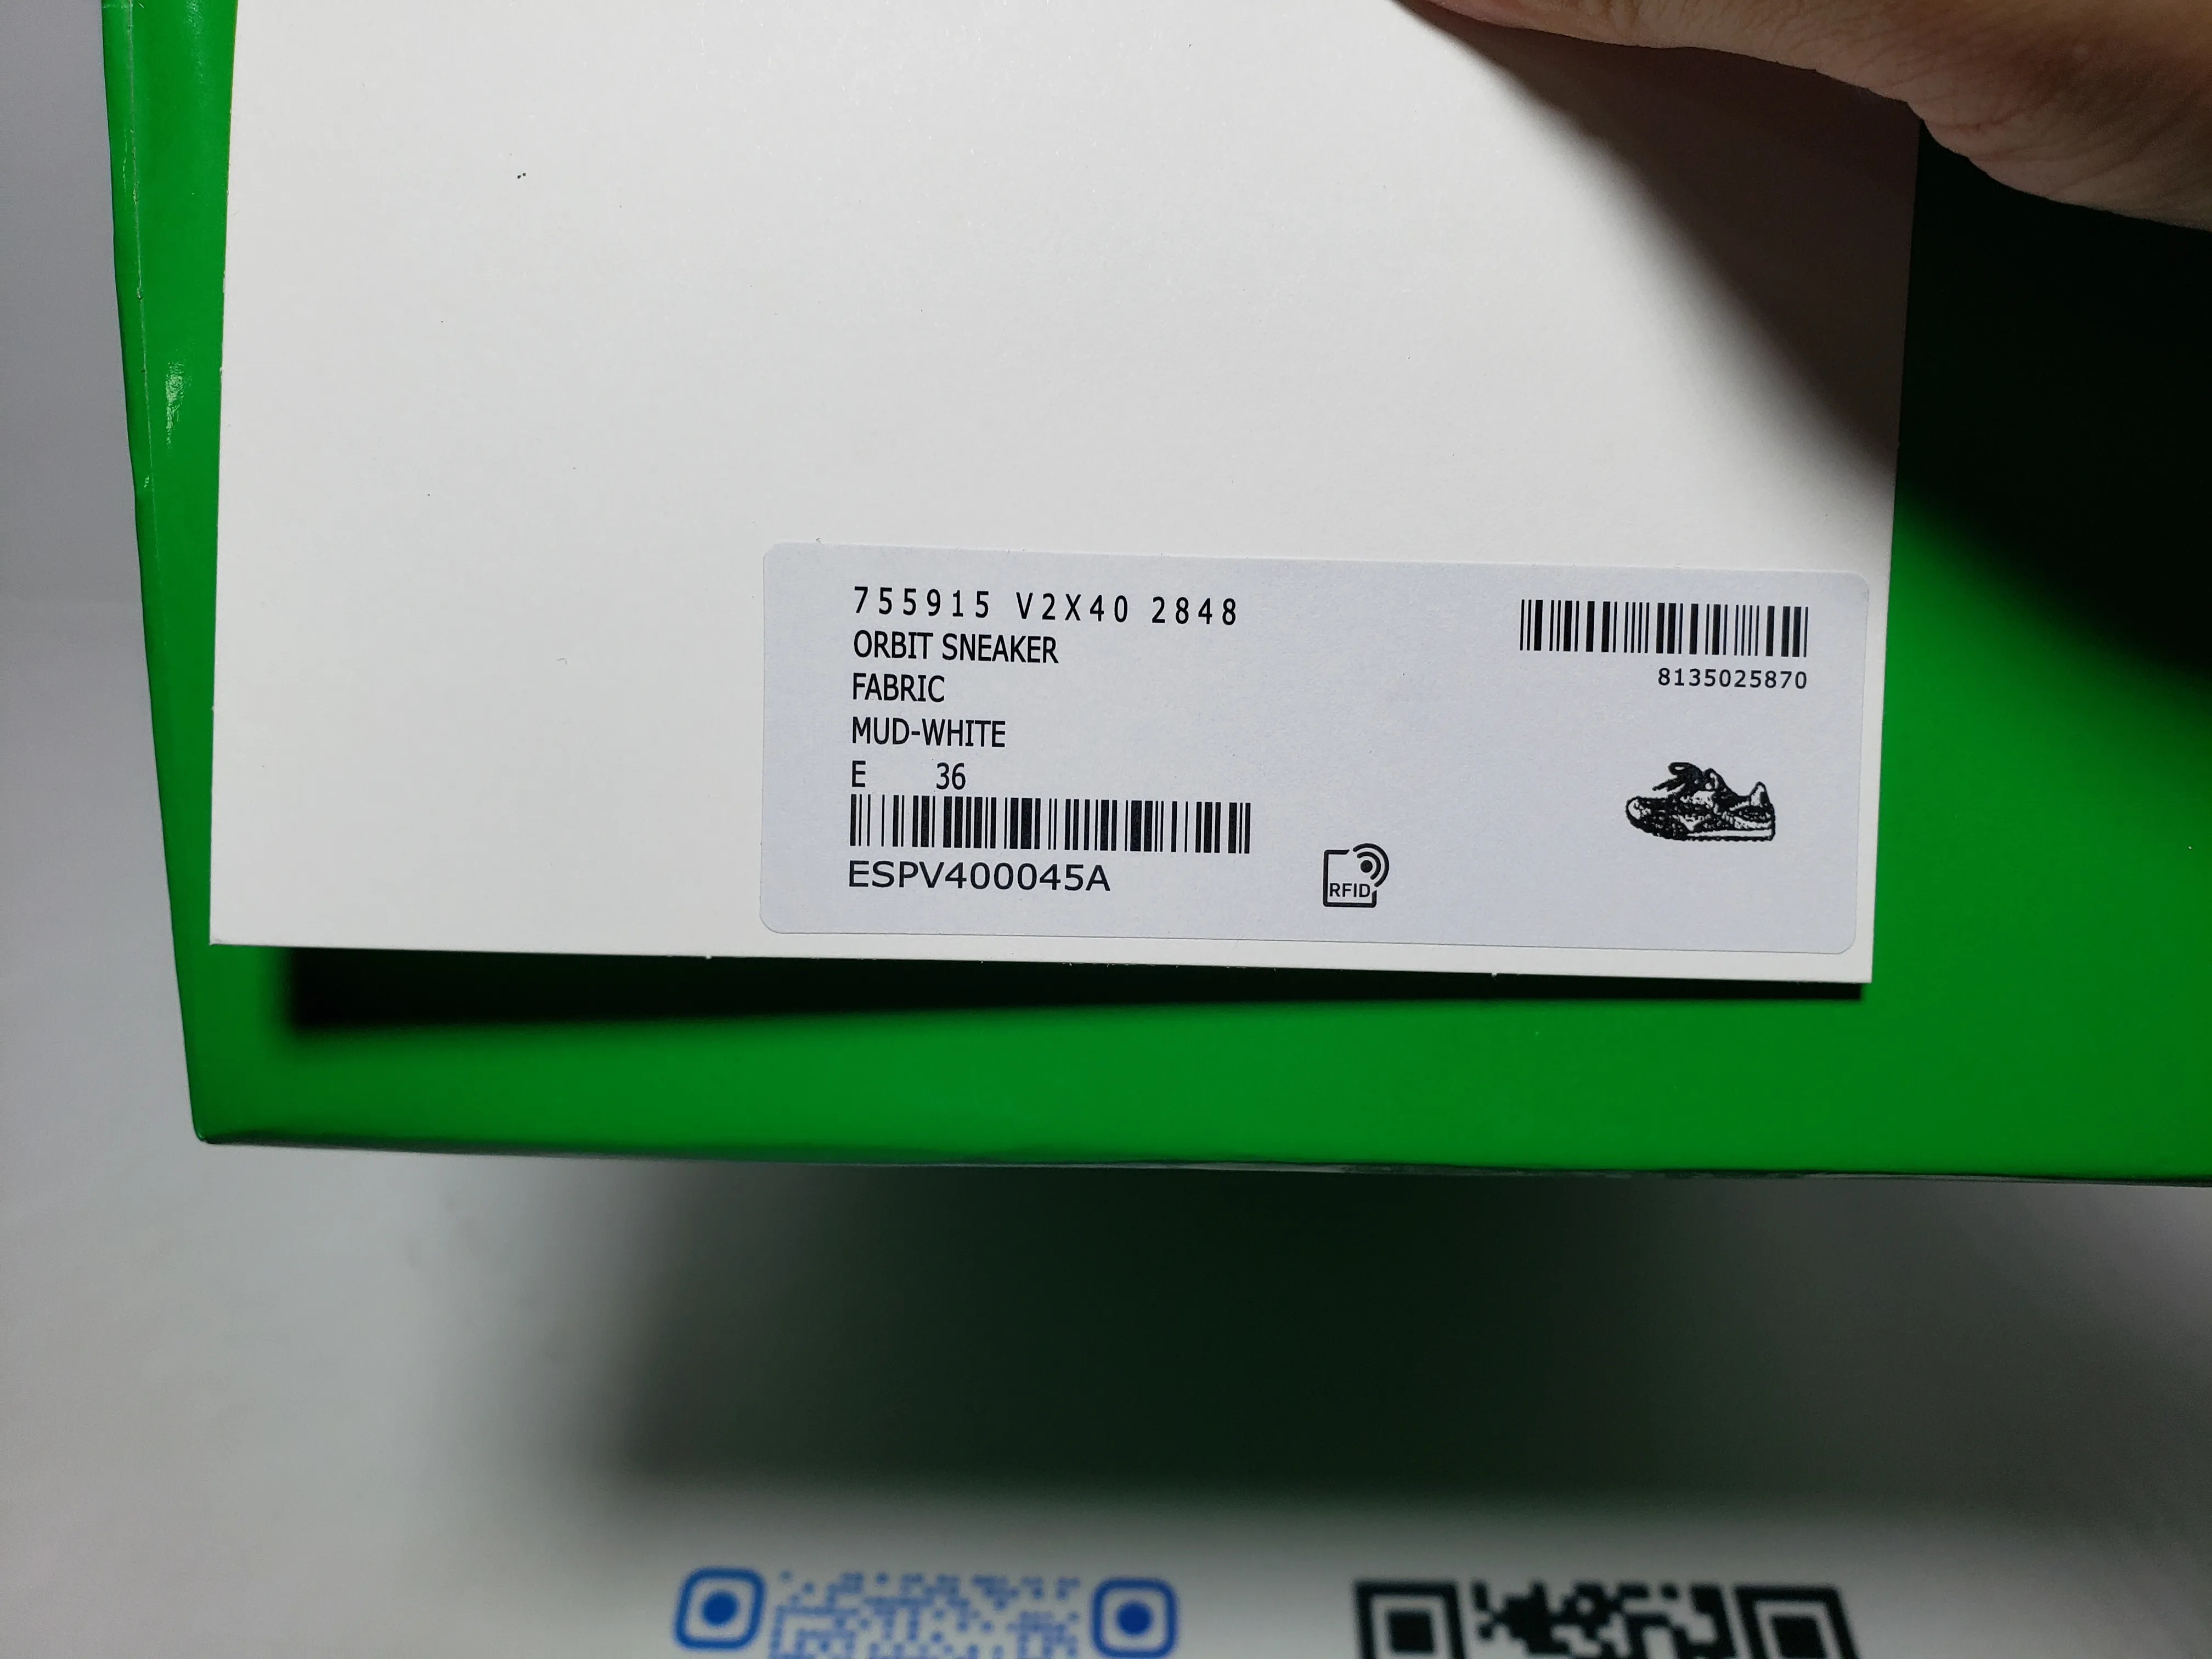 755915 V2X40 2848
ORBIT SNEAKER
FABRIC
MUD-WHITE
E 36
ESPV400045A
8135025870
RFID